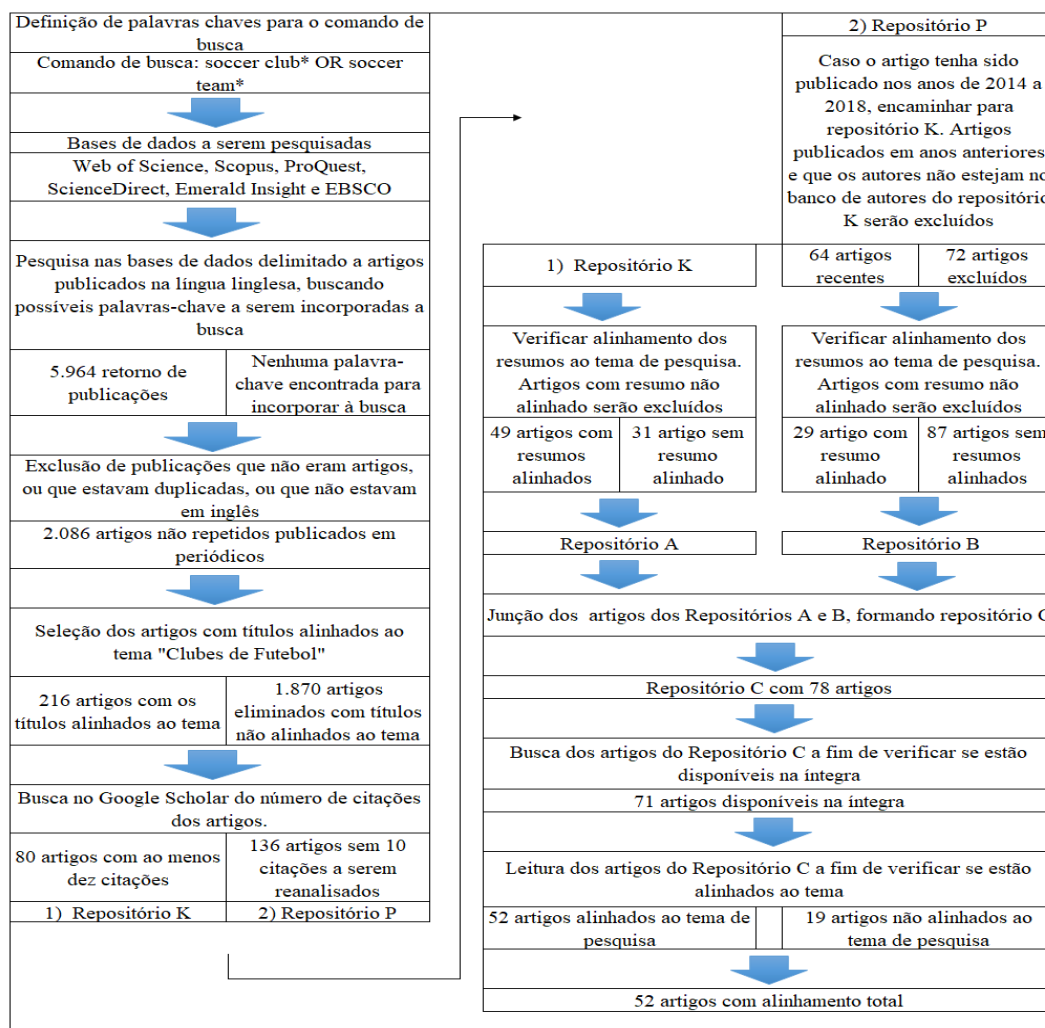 Definição de palavras chaves para o comando de
busca
Comando de busca: soccer club* OR soccer
team*
Bases de dados a serem pesquisadas
Web of Science, Scopus, ProQuest,
ScienceDirect, Emerald Insight e EBSCO
Pesquisa nas bases de dados delimitado a artigos
publicados na língua linglesa, buscando
possíveis palavras-chave a serem incorporadas a
busca
5.964 retorno de
publicações
Nenhuma palavra-
chave encontrada para
incorporar à busca
Exclusão de publicações que não eram artigos,
ou que estavam duplicadas, ou que não estavam
em inglês
2.086 artigos não repetidos publicados em
periódicos
Seleção dos artigos com títulos alinhados ao
tema "Clubes de Futebol"
216 artigos com os
títulos alinhados ao tema
1.870 artigos
eliminados com títulos
não alinhados ao tema
Busca no Google Scholar do número de citações
dos artigos.
80 artigos com ao menos
dez citações
136 artigos sem 10
citações a serem
reanalisados
1) Repositório K
2) Repositório P
2) Repositório P
Caso o artigo tenha sido
publicado nos anos de 2014 a
2018, encaminhar para
repositório K. Artigos
publicados em anos anteriores
e que os autores não estejam no
banco de autores do repositório
K serão excluídos
64 artigos
recentes
72 artigos
excluídos
1) Repositório K
Verificar alinhamento dos
resumos ao tema de pesquisa.
Artigos com resumo não
alinhado serão excluídos
49 artigos com
resumos
alinhados
31 artigo sem
resumo
alinhado
Repositório A
Verificar alinhamento dos
resumos ao tema de pesquisa.
Artigos com resumo não
alinhado serão excluídos
29 artigo com
resumo
alinhado
87 artigos sem
resumos
alinhados
Repositório B
Junção dos artigos dos Repositórios A e B, formando repositório C
Repositório C com 78 artigos
Busca dos artigos do Repositório C a fim de verificar se estão
disponíveis na íntegra
71 artigos disponíveis na íntegra
Leitura dos artigos do Repositório C a fim de verificar se estão
alinhados ao tema
52 artigos alinhados ao tema de
pesquisa
19 artigos não alinhados ao
tema de pesquisa
52 artigos com alinhamento total